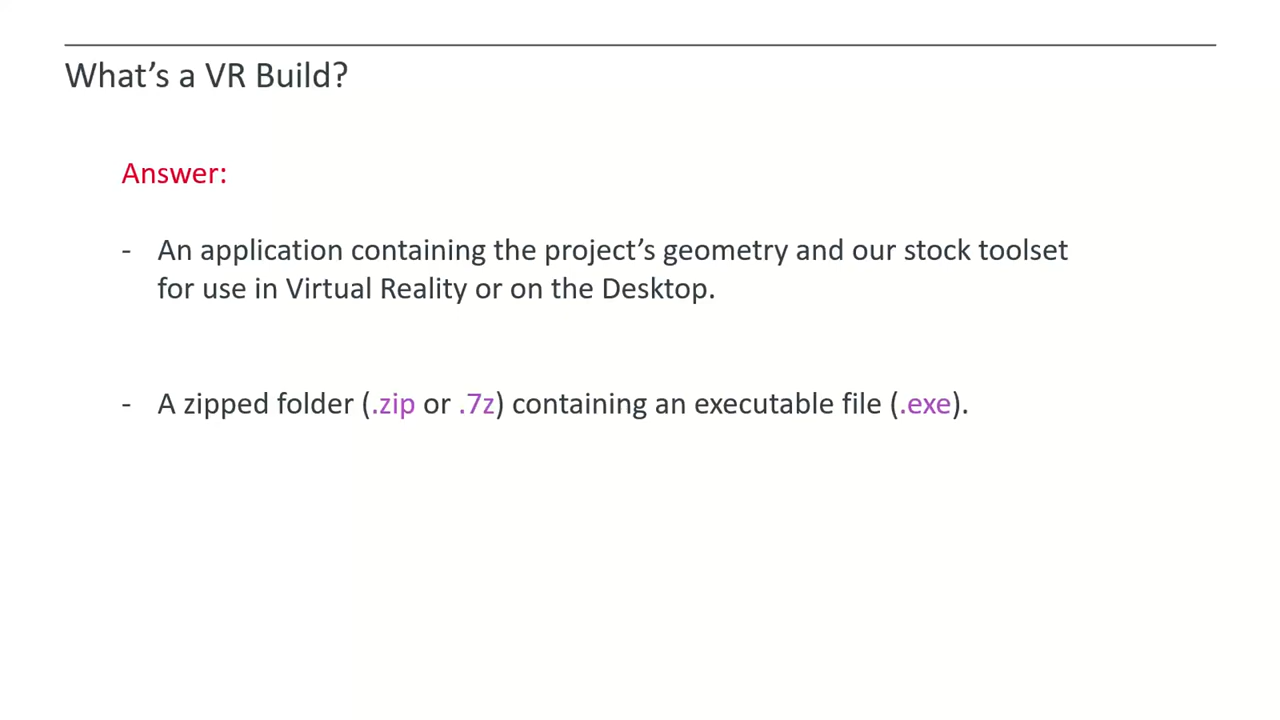 What’s a VR Build?
Answer:
- An application containing the project’s geometry and our stock toolset
for use in Virtual Reality or on the Desktop.
- A zipped folder (.zip or .7z) containing an executable file (.exe).